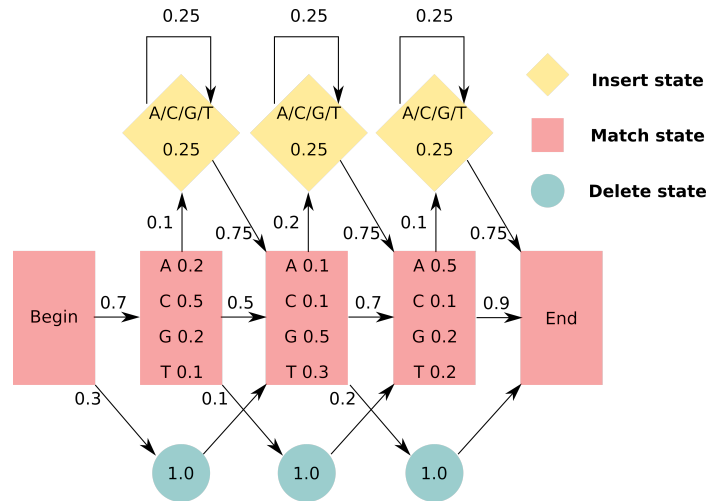 0.25 0.25 0.25
A/C/G/T A/C/G/T A/C/G/T
0.25 0.25 0.25
Insert state
Match state
Delete state
0.1 0.2 0.1
0.75 0.75 0.75
Begin
0.7
A 0.2
C 0.5
G 0.2
T 0.1
0.5
A 0.1
C 0.1
G 0.5
T 0.3
0.7
A 0.5
C 0.1
G 0.2
T 0.2
0.9
End
0.3 0.1 0.2
1.0 1.0 1.0